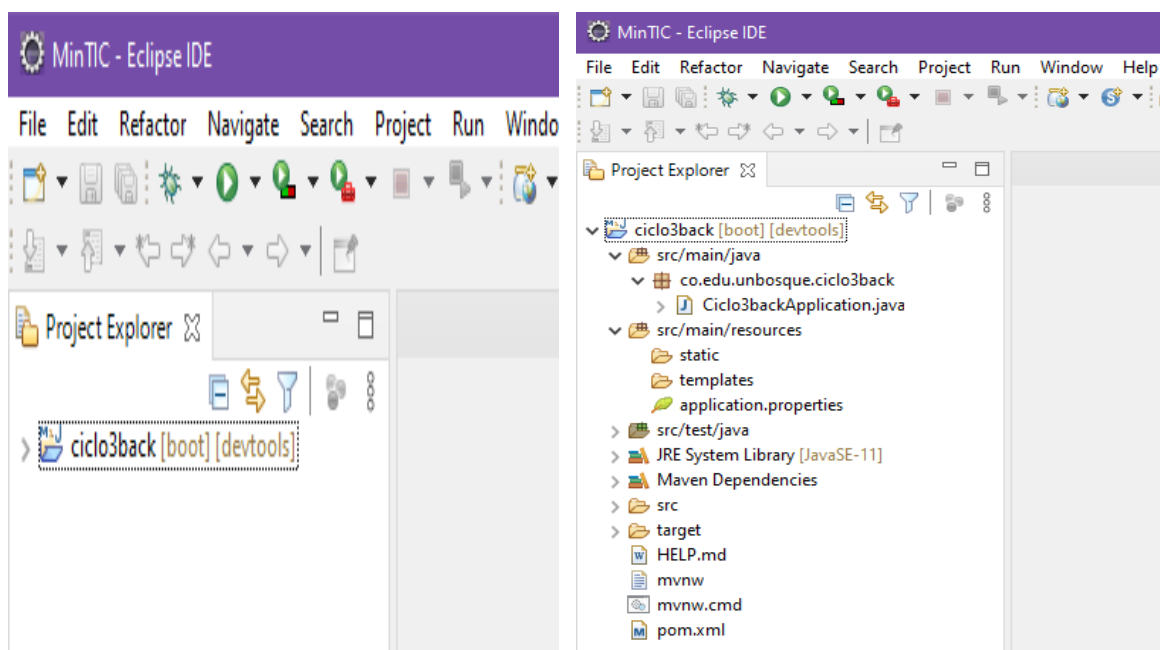 MinTIC - Eclipse IDE
File Edit Refactor Navigate Search Project Run Windo
Project Explorer
ciclo3back [boot] [devtools]
MinTIC - Eclipse IDE
File Edit Refactor Navigate Search Project Run Window Help
Project Explorer
ciclo3back [boot] [devtools]
src/main/java
co.edu.unbosque.ciclo3back
Ciclo3backApplication.java
src/main/resources
static
templates
application.properties
src/test/java
JRE System Library [JavaSE-11]
Maven Dependencies
src
target
HELP.md
mvnw
mvnw.cmd
pom.xml